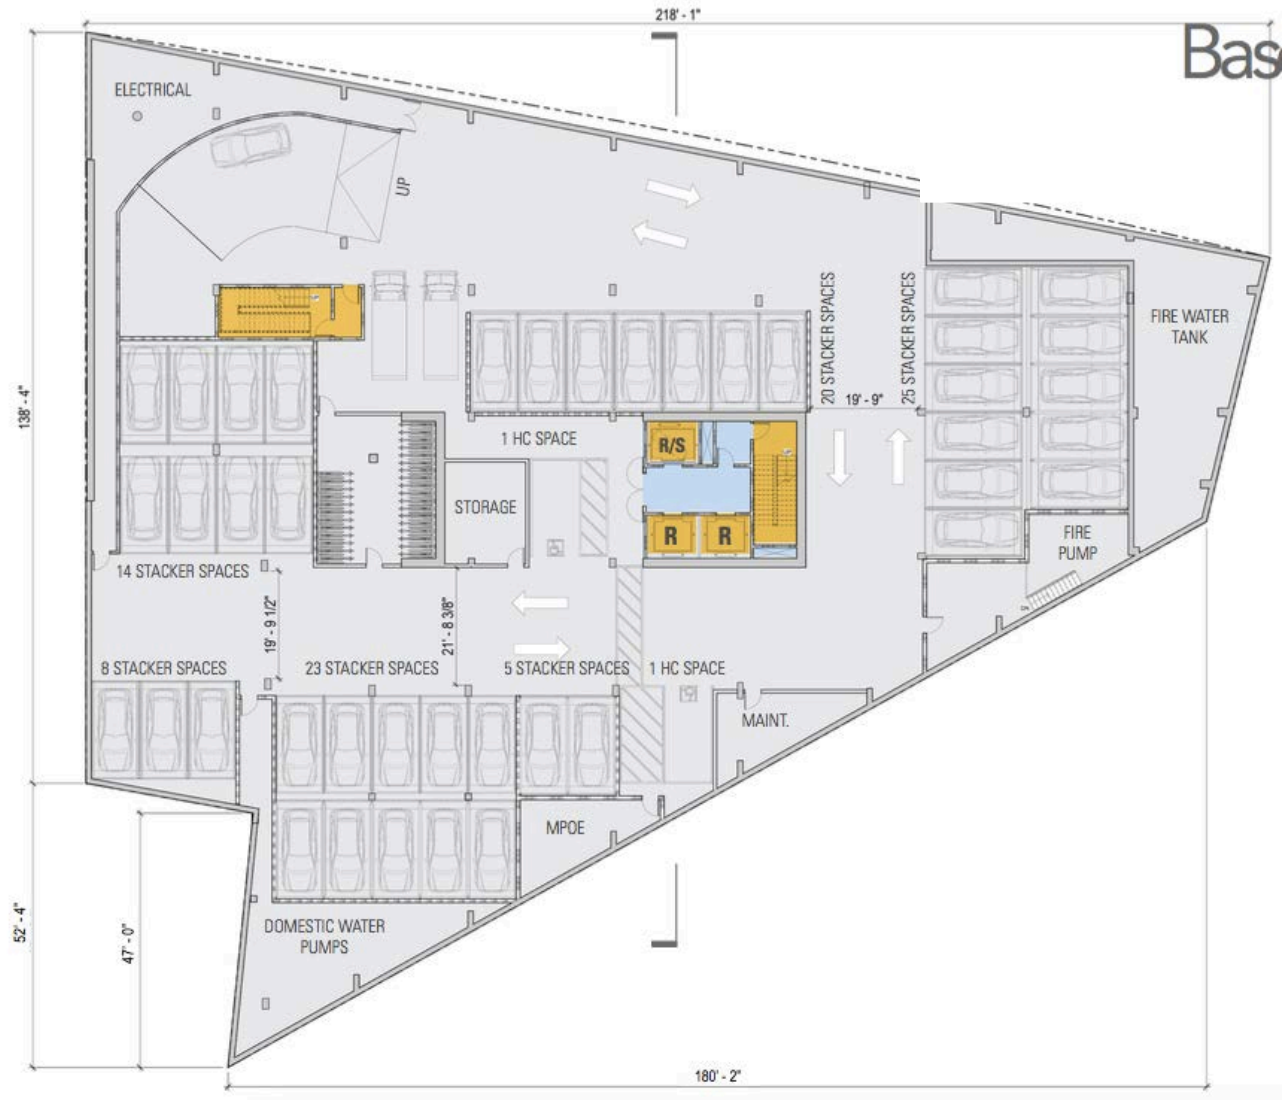 218' - 1"
Bas
ELECTRICAL
UP
138' - 4"
20 STACKER SPACES
25 STACKER SPACES
FIRE WATER
TANK
19' - 9"
1 HC SPACE
R/S
STORAGE
R
R
FIRE
PUMP
14 STACKER SPACES
19' - 9 1/2"
21' - 8 3/8"
8 STACKER SPACES
23 STACKER SPACES
5 STACKER SPACES
1 HC SPACE
MAINT.
MPOE
52' - 4"
47' - 0"
DOMESTIC WATER
PUMPS
180' - 2"